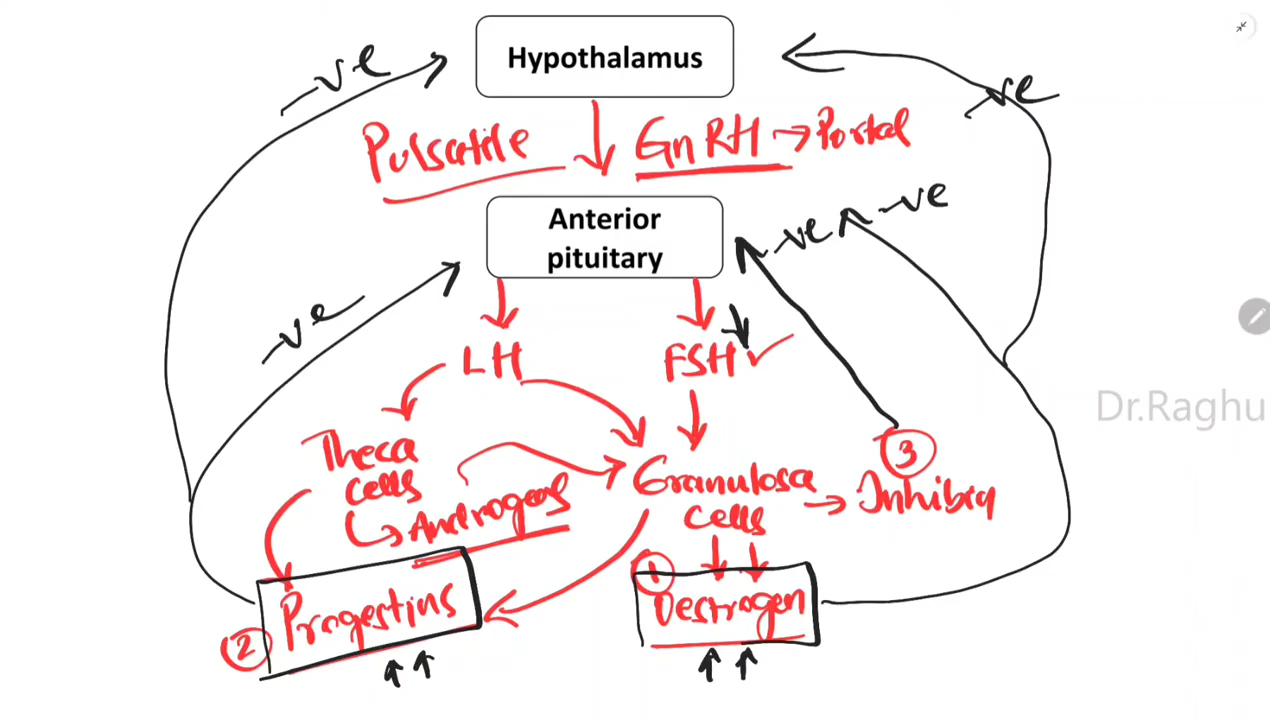 Hypothalamus
-ve
-ve
Pulsatile
GnRH → Portal
Anterior
pituitary
-ve
-ve
-ve
LH
FSH ✓
Dr.Raghu
Theca
cells
Androgens
Granulosa
cells
3
→ Inhibin
2
Progestins
1
Oestrogen